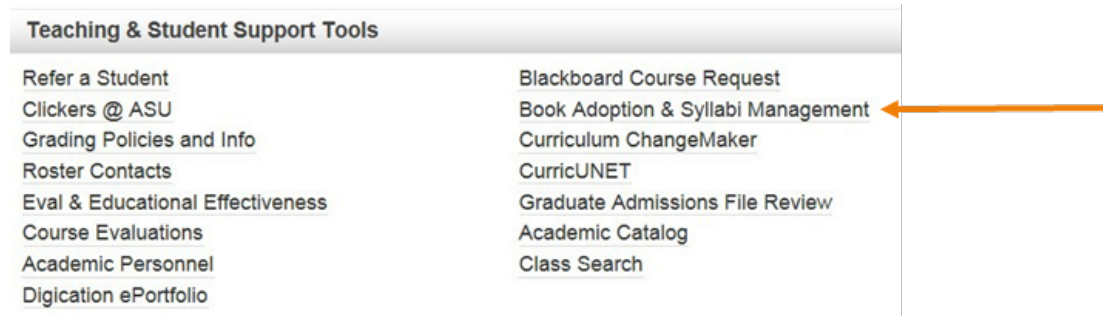 Teaching & Student Support Tools
Refer a Student
Clickers @ ASU
Grading Policies and Info
Roster Contacts
Eval & Educational Effectiveness
Course Evaluations
Academic Personnel
Digication ePortfolio
Blackboard Course Request
Book Adoption & Syllabi Management
Curriculum ChangeMaker
CurricUNET
Graduate Admissions File Review
Academic Catalog
Class Search